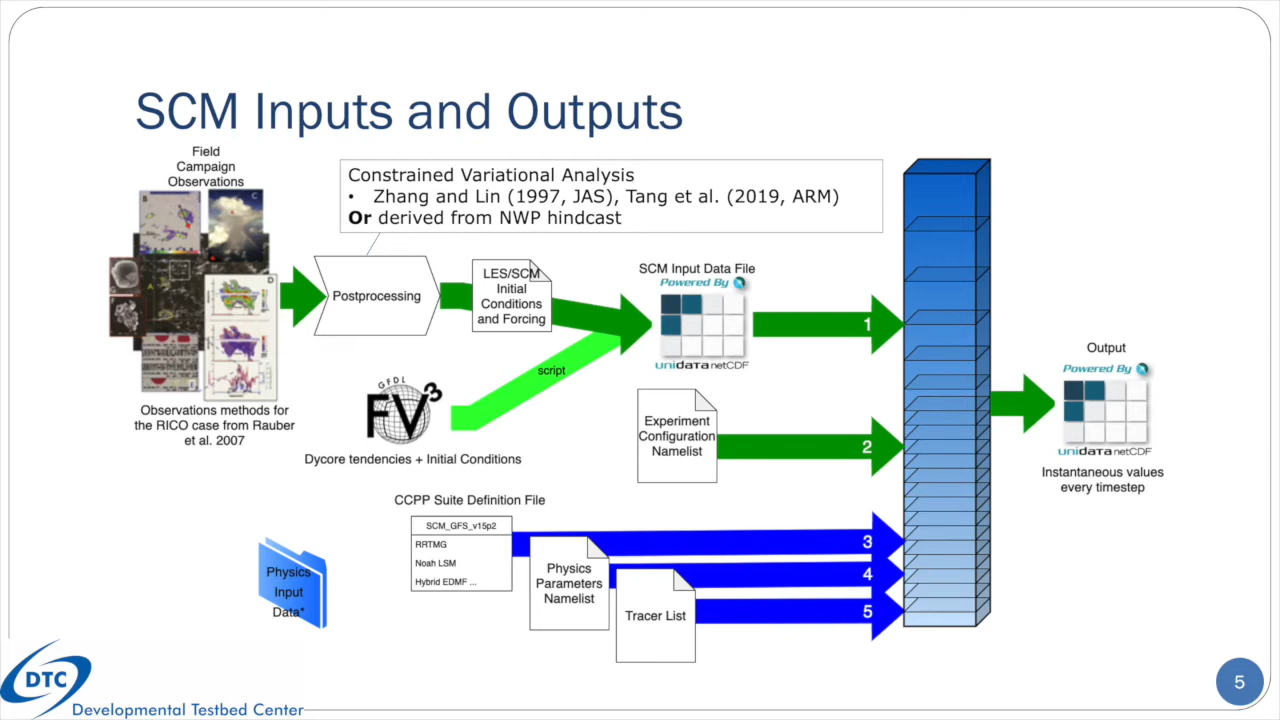 SCM Inputs and Outputs
Field
Campaign
Observations
Constrained Variational Analysis
• Zhang and Lin (1997, JAS), Tang et al. (2019, ARM)
Or derived from NWP hindcast
B
C
A
D
E
Postprocessing
LES/SCM
Initial
Conditions
and Forcing
SCM Input Data File
Powered By
unidata netCDF
1
script
GFDL
FV3
Observations methods for
the RICO case from Rauber
et al. 2007
Dycore tendencies + Initial Conditions
Experiment
Configuration
Namelist
2
Output
Powered By
unidata netCDF
Instantaneous values
every timestep
CCPP Suite Definition File
SCM_GFS_v15p2
RRTMG
Noah LSM
Hybrid EDMF ...
3
Physics
Parameters
Namelist
4
Tracer List
5
Physics
Input
Data*
DTC
Developmental Testbed Center
5